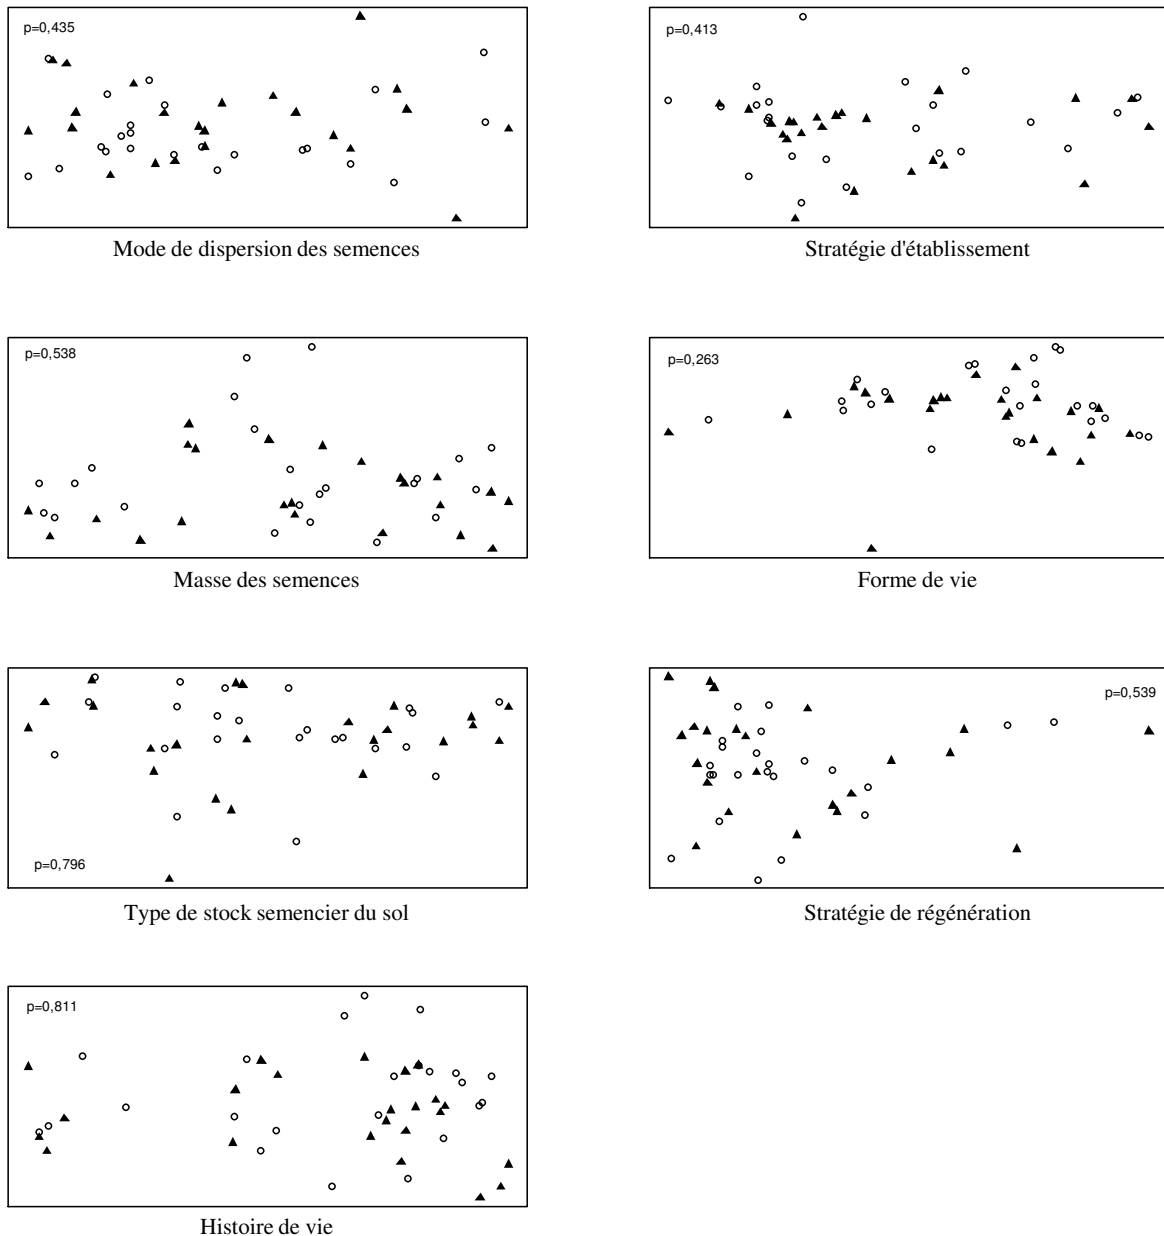 p=0,435
Mode de dispersion des semences
p=0,413
Stratégie d'établissement
p=0,538
Masse des semences
p=0,263
Forme de vie
p=0,796
Type de stock semencier du sol
p=0,539
Stratégie de régénération
p=0,811
Histoire de vie